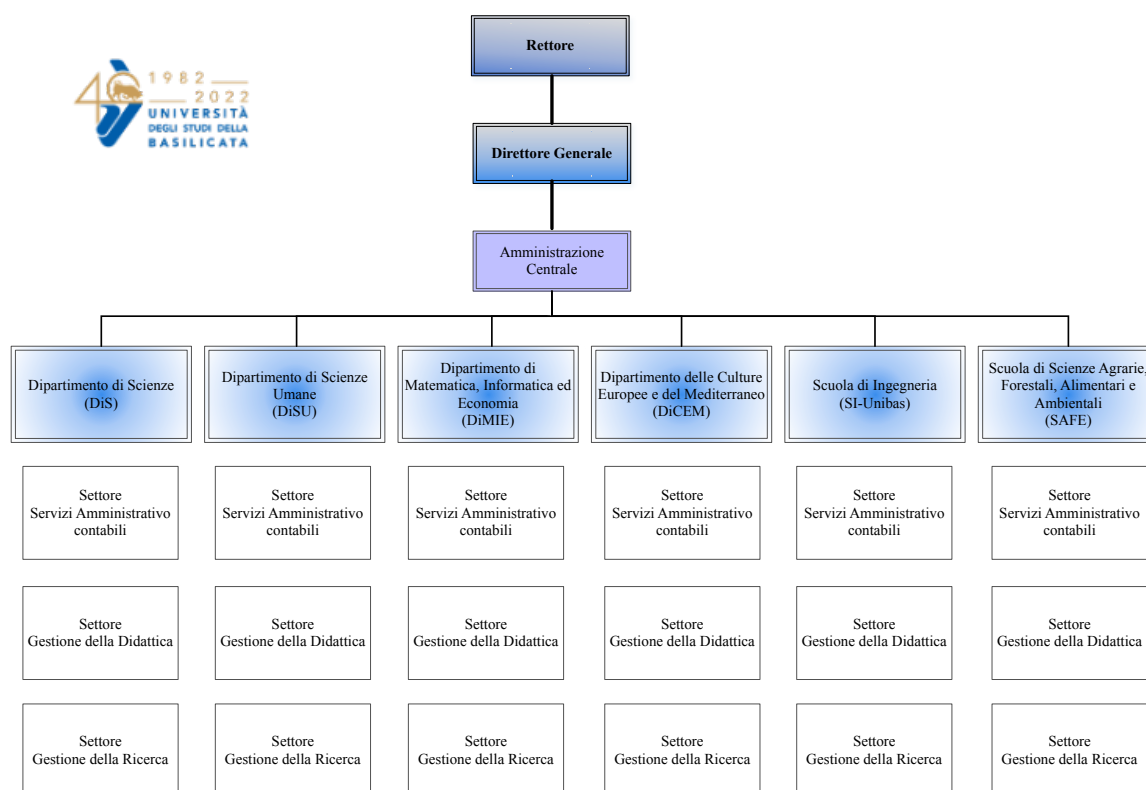 Rettore
1982
2022
40
UNIVERSITÀ
DEGLI STUDI DELLA
BASILICATA
Direttore Generale
Amministrazione
Centrale
Dipartimento di Scienze
(DiS)
Dipartimento di Scienze
Umane
(DiSU)
Dipartimento di
Matematica, Informatica ed
Economia
(DiMIE)
Dipartimento delle Culture
Europee e del Mediterraneo
(DiCEM)
Scuola di Ingegneria
(SI-Unibas)
Scuola di Scienze Agrarie,
Forestali, Alimentari e
Ambientali
(SAFE)
Settore
Servizi Amministrativo
contabili
Settore
Servizi Amministrativo
contabili
Settore
Servizi Amministrativo
contabili
Settore
Servizi Amministrativo
contabili
Settore
Servizi Amministrativo
contabili
Settore
Servizi Amministrativo
contabili
Settore
Gestione della Didattica
Settore
Gestione della Didattica
Settore
Gestione della Didattica
Settore
Gestione della Didattica
Settore
Gestione della Didattica
Settore
Gestione della Didattica
Settore
Gestione della Ricerca
Settore
Gestione della Ricerca
Settore
Gestione della Ricerca
Settore
Gestione della Ricerca
Settore
Gestione della Ricerca
Settore
Gestione della Ricerca